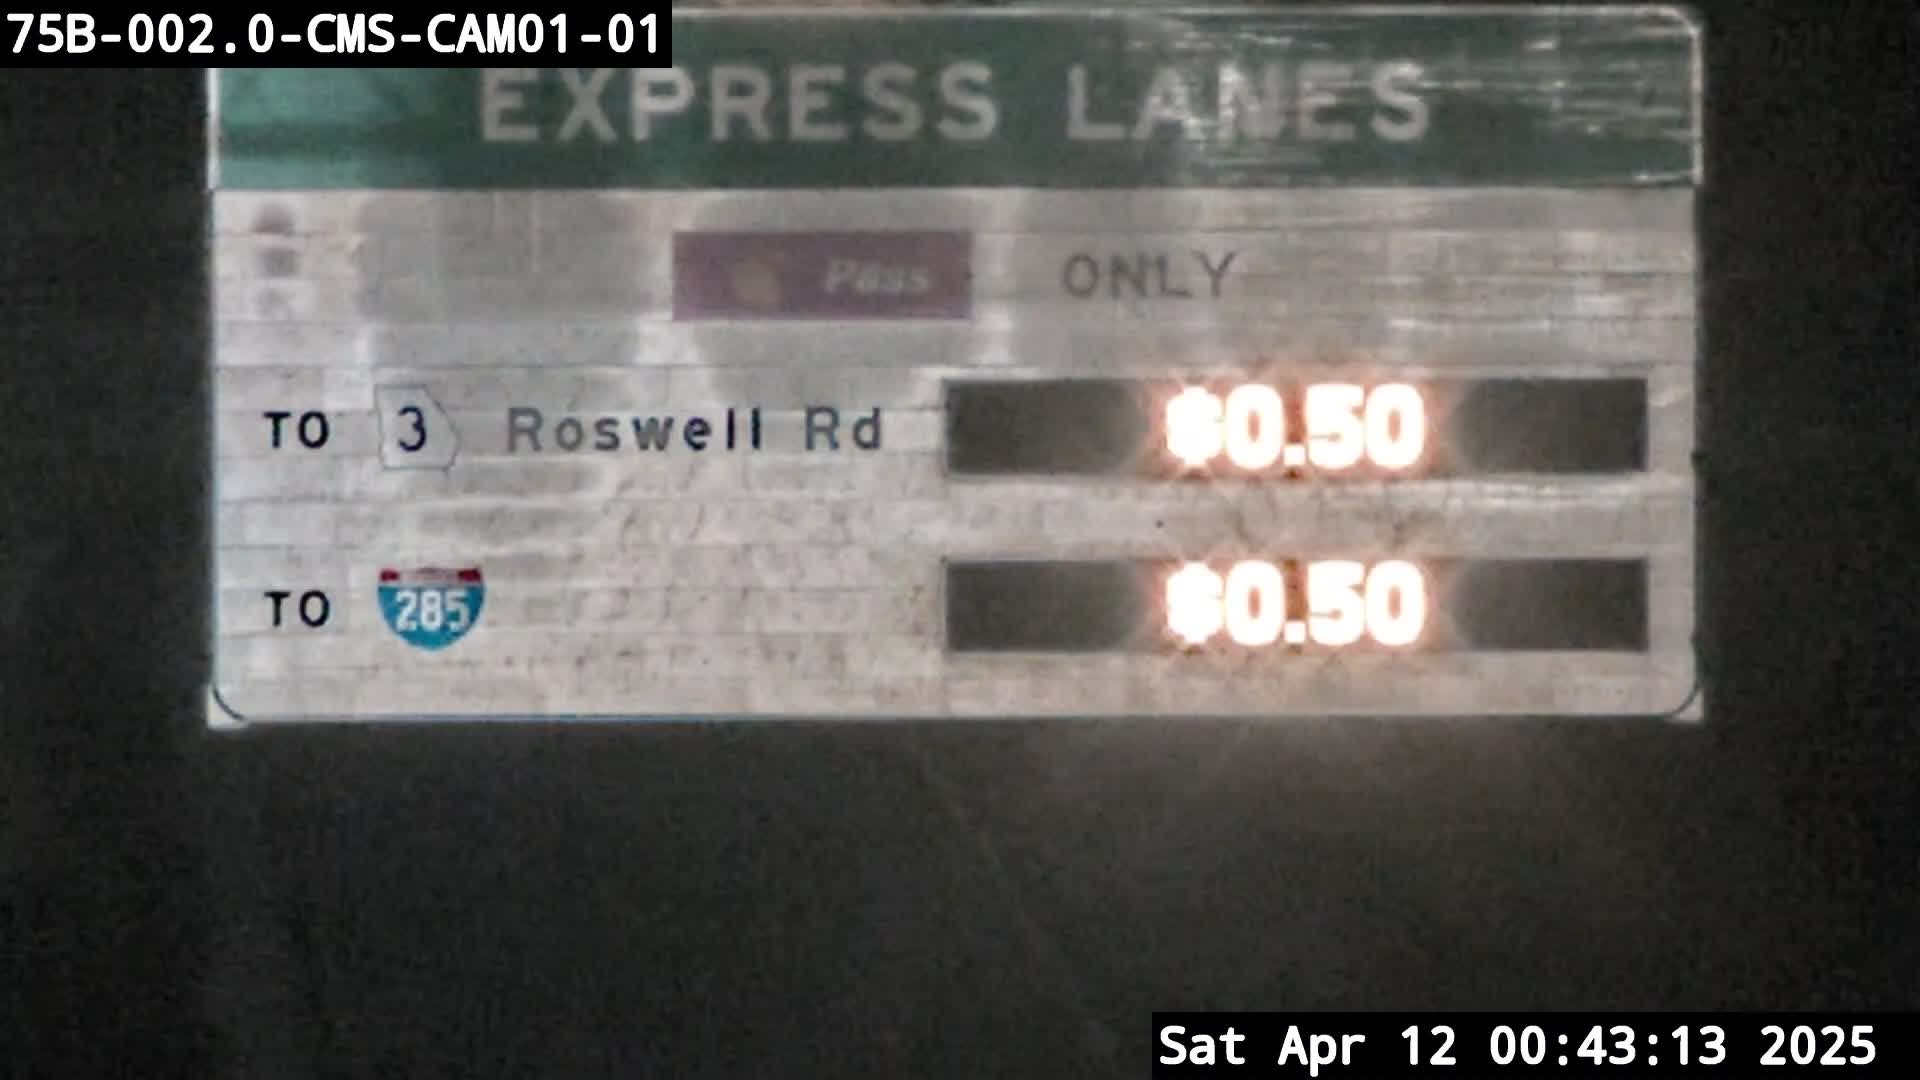 75B-002.0-CMS-CAM01-01
EXPRESS LANES
Pass ONLY
TO 3 Roswell Rd $0.50
TO 285 $0.50
Sat Apr 12 00:43:13 2025